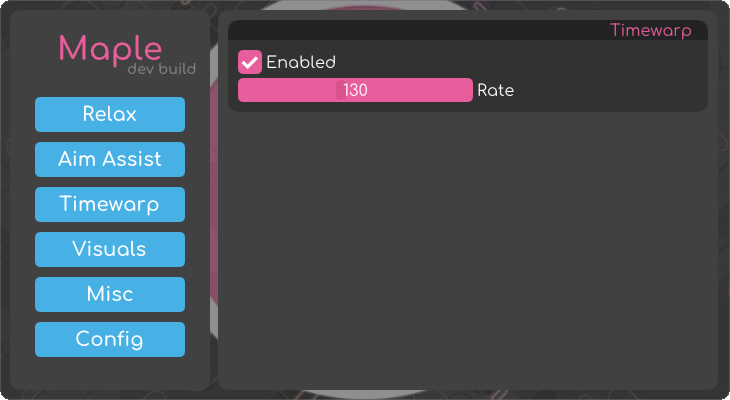 Maple
dev build
Relax
Aim Assist
Timewarp
Visuals
Misc
Config
Timewarp
Enabled
130 Rate